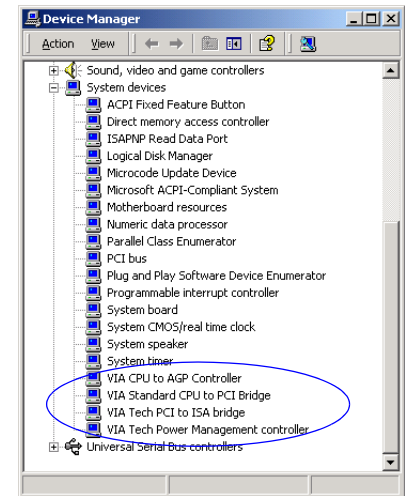 Device Manager
Action View
Sound, video and game controllers
System devices
ACPI Fixed Feature Button
Direct memory access controller
ISAPNP Read Data Port
Logical Disk Manager
Microcode Update Device
Microsoft ACPI-Compliant System
Motherboard resources
Numeric data processor
Parallel Class Enumerator
PCI bus
Plug and Play Software Device Enumerator
Programmable interrupt controller
System board
System CMOS/real time clock
System speaker
System timer
VIA CPU to AGP Controller
VIA Standard CPU to PCI Bridge
VIA Tech PCI to ISA bridge
VIA Tech Power Management controller
Universal Serial Bus controllers